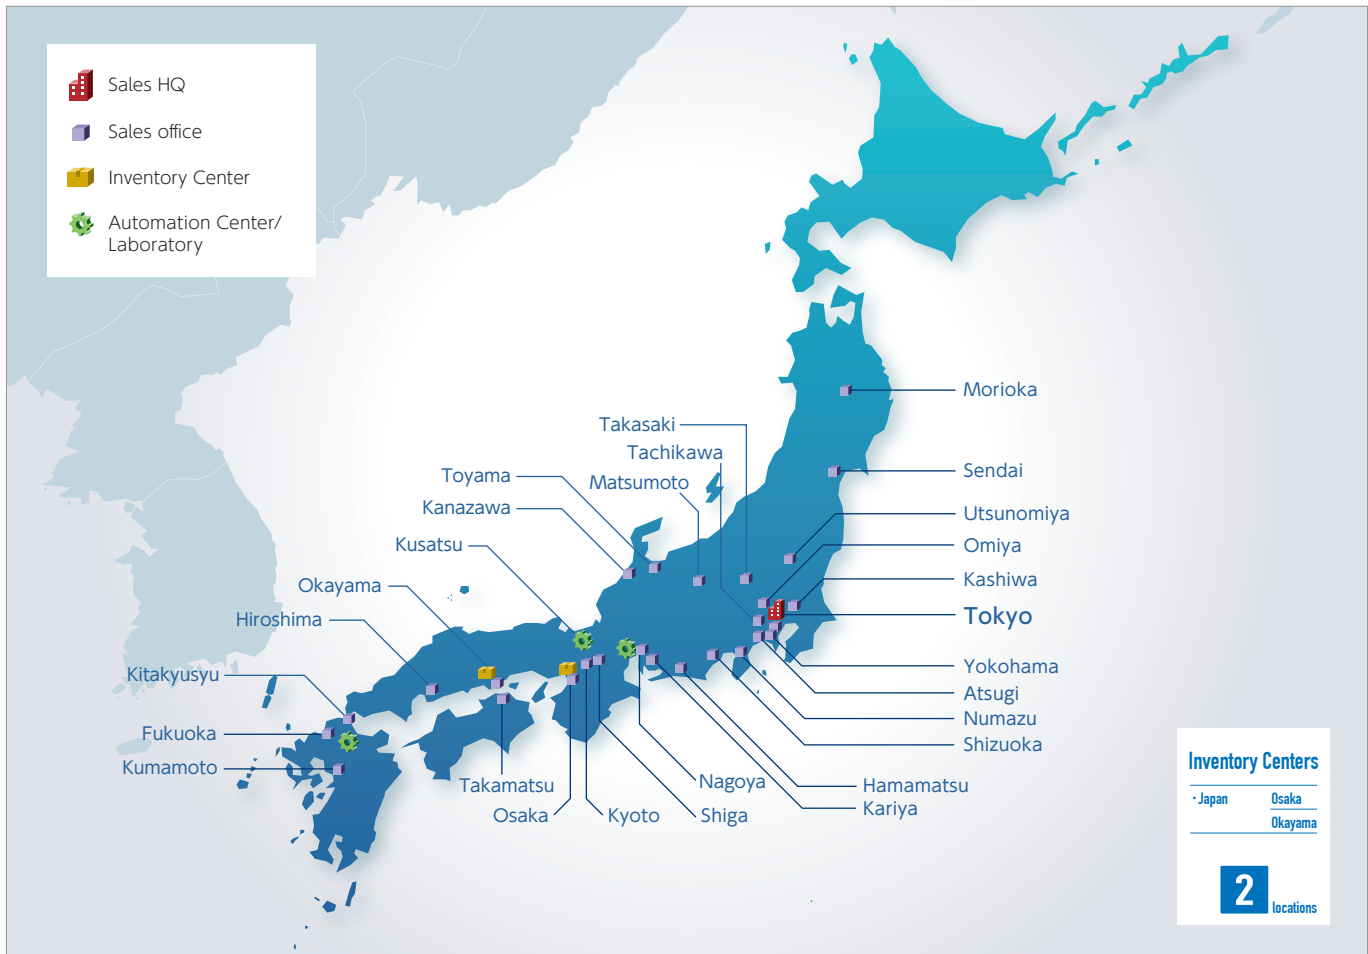 Sales HQ
Sales office
Inventory Center
Automation Center/
Laboratory
Morioka
Takasaki
Tachikawa
Sendai
Toyama
Matsumoto
Kanazawa
Utsunomiya
Kusatsu
Omiya
Okayama
Kashiwa
Hiroshima
Tokyo
Kitakyusyu
Yokohama
Atsugi
Numazu
Fukuoka
Shizuoka
Kumamoto
Takamatsu
Nagoya
Hamamatsu
Osaka
Kyoto
Shiga
Kariya
Inventory Centers
・Japan Osaka
Okayama
2 locations